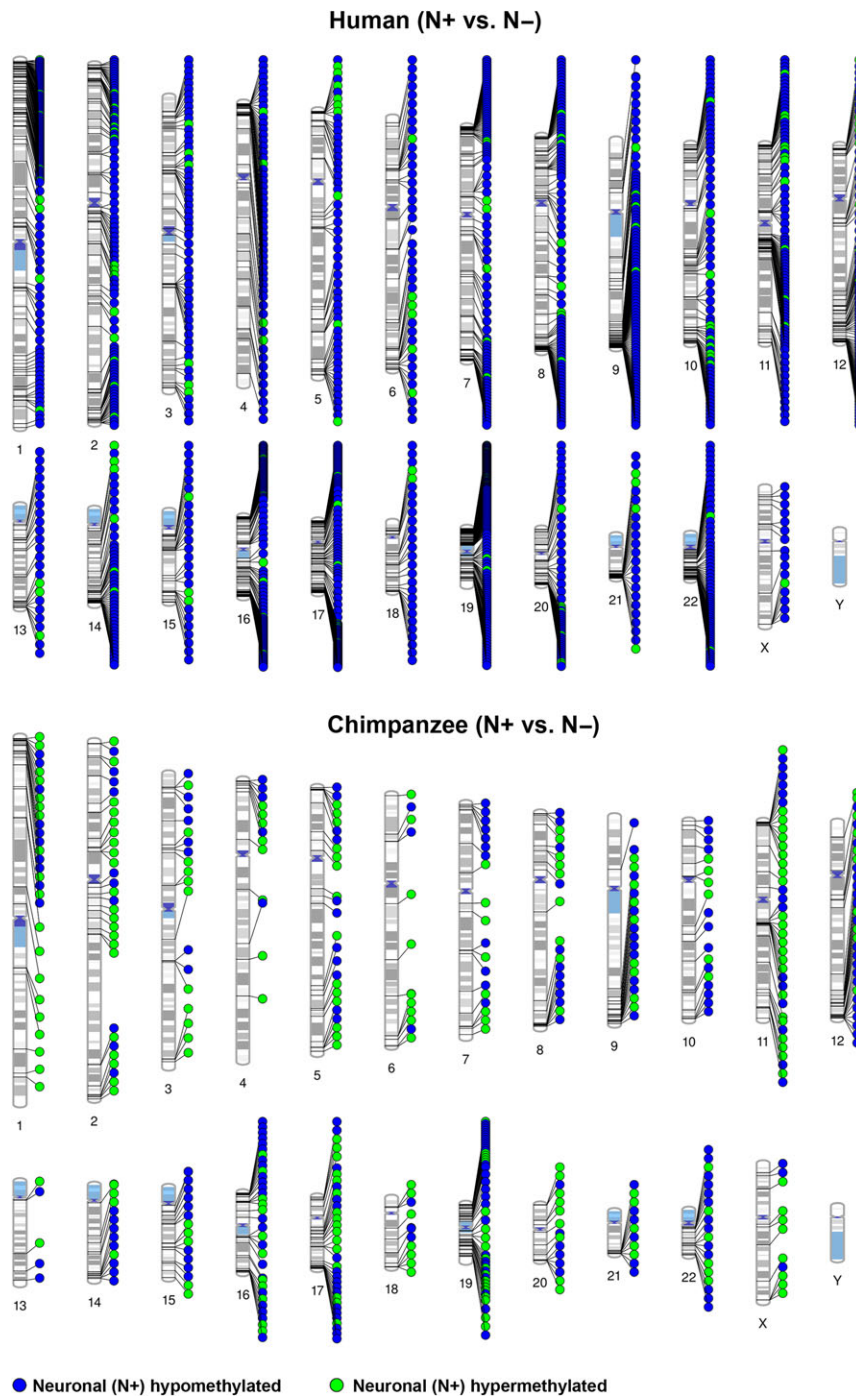 Human (N+ vs. N−)
1 2 3 4 5 6 7 8 9 10 11 12
13 14 15 16 17 18 19 20 21 22 X Y
Chimpanzee (N+ vs. N−)
1 2 3 4 5 6 7 8 9 10 11 12
13 14 15 16 17 18 19 20 21 22 X Y
Neuronal (N+) hypomethylated Neuronal (N+) hypermethylated